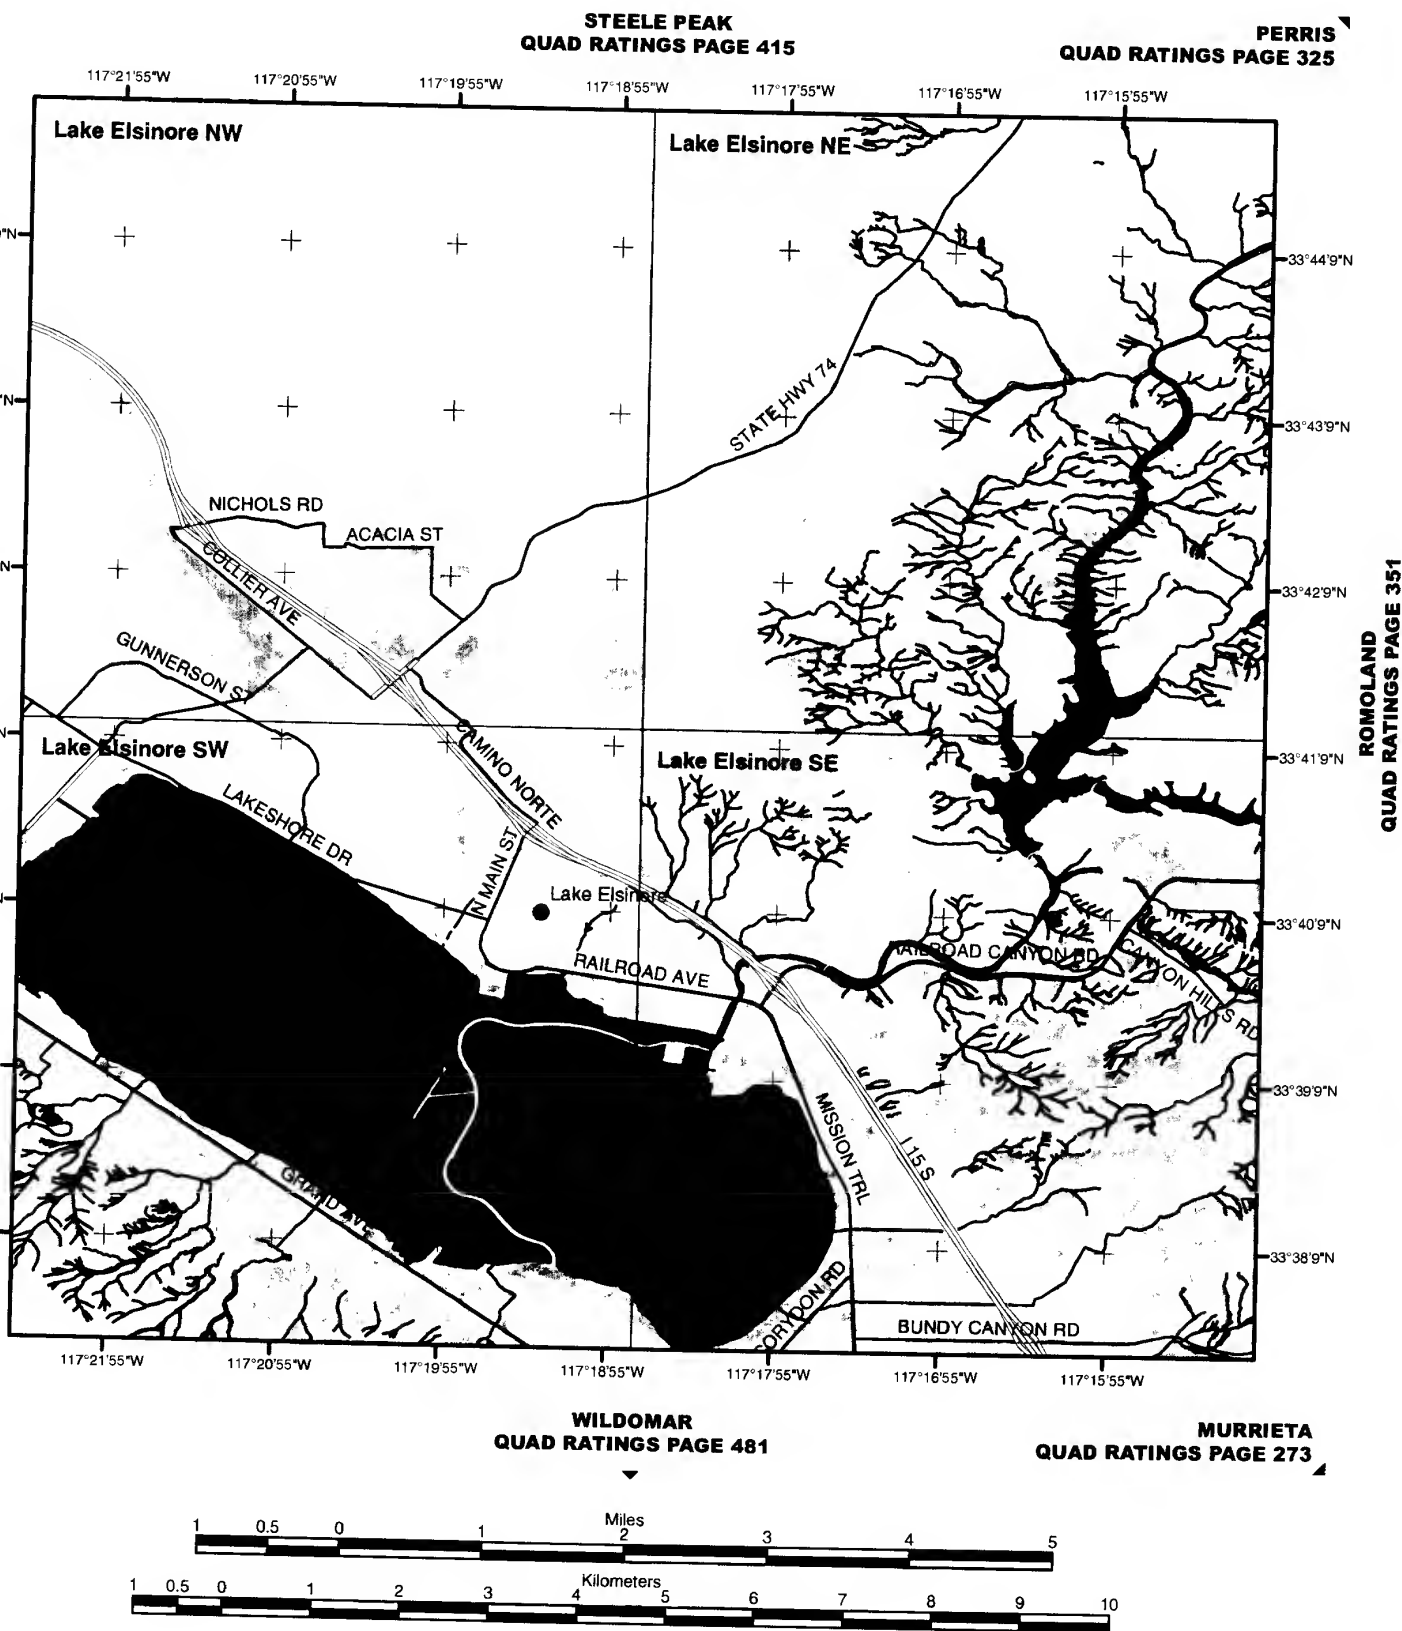 STEELE PEAK
QUAD RATINGS PAGE 415
PERRIS
QUAD RATINGS PAGE 325
117°21'55"W
117°20'55"W
117°19'55"W
117°18'55"W
117°17'55"W
117°16'55"W
117°15'55"W
Lake Elsinore NW
Lake Elsinore NE
33°44'9"N
STATE HWY 74
33°43'9"N
NICHOLS RD
ACACIA ST
COLLIER AVE
33°42'9"N
ROMOLAND
QUAD RATINGS PAGE 351
GUNNERSON ST
Lake Elsinore SW
CAMINO NORTE
Lake Elsinore SE
33°41'9"N
LAKESHORE DR
N MAIN ST
Lake Elsinore
33°40'9"N
RAILROAD CANYON RD
RAILROAD AVE
CANYON HILLS RD
33°39'9"N
MISSION TRL
I 15 S
GRAND AVE
33°38'9"N
CORYDON RD
BUNDY CANYON RD
117°21'55"W
117°20'55"W
117°19'55"W
117°18'55"W
117°17'55"W
117°16'55"W
117°15'55"W
WILDOMAR
QUAD RATINGS PAGE 481
MURRIETA
QUAD RATINGS PAGE 273
Miles
1 0.5 0 1 2 3 4 5
Kilometers
1 0.5 0 1 2 3 4 5 6 7 8 9 10